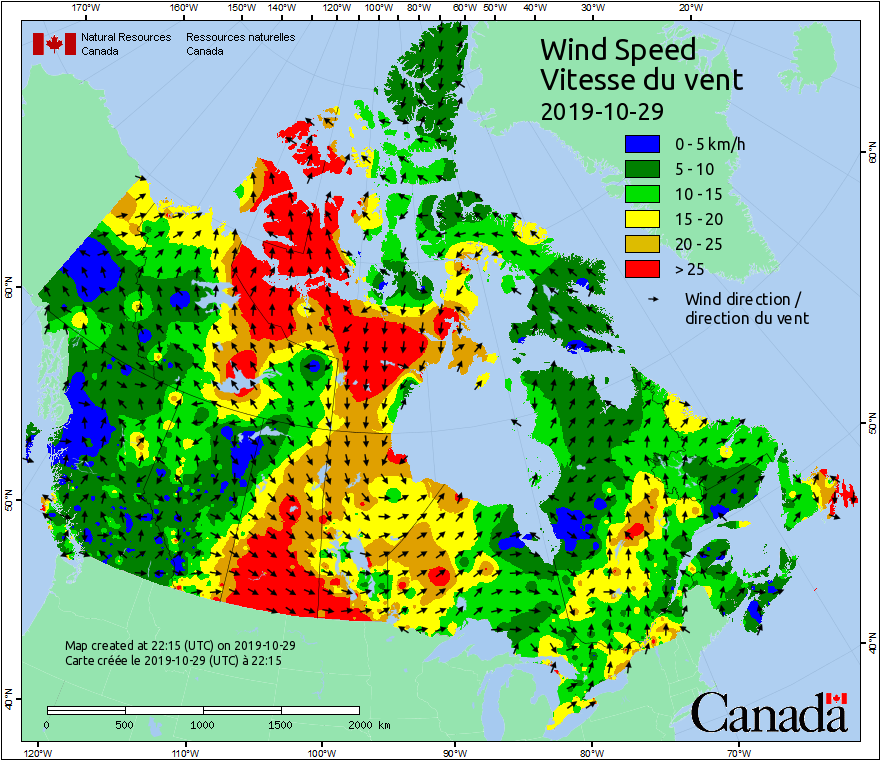 170°W 160°W 150°W 140°W 130°W 120°W 110°W 100°W 90°W 80°W 70°W 60°W 50°W 40°W 30°W 20°W
Natural Resources Canada
Ressources naturelles Canada
Wind Speed
Vitesse du vent
2019-10-29
0 - 5 km/h
5 - 10
10 - 15
15 - 20
20 - 25
> 25
Wind direction /
direction du vent
60°N
50°N
40°N
60°N
50°N
40°N
Map created at 22:15 (UTC) on 2019-10-29
Carte créée le 2019-10-29 (UTC) à 22:15
0 500 1000 1500 2000 km
Canada
120°W 110°W 100°W 90°W 80°W 70°W